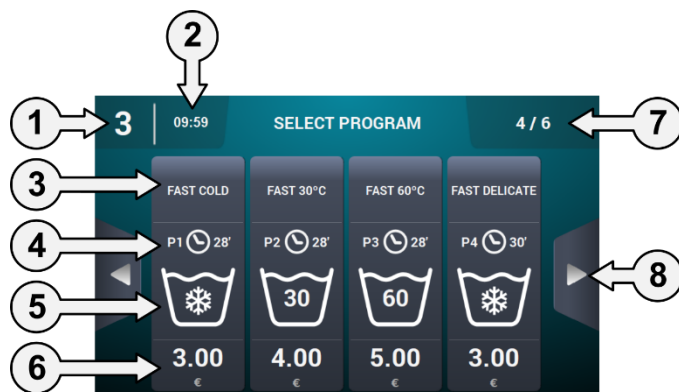 2
1 3 09:59 SELECT PROGRAM 4 / 6 7
3 FAST COLD FAST 30ºC FAST 60ºC FAST DELICATE
4 P1 28' P2 28' P3 28' P4 30'
8
5 30 60
6 3.00 4.00 5.00 3.00
€ € € €